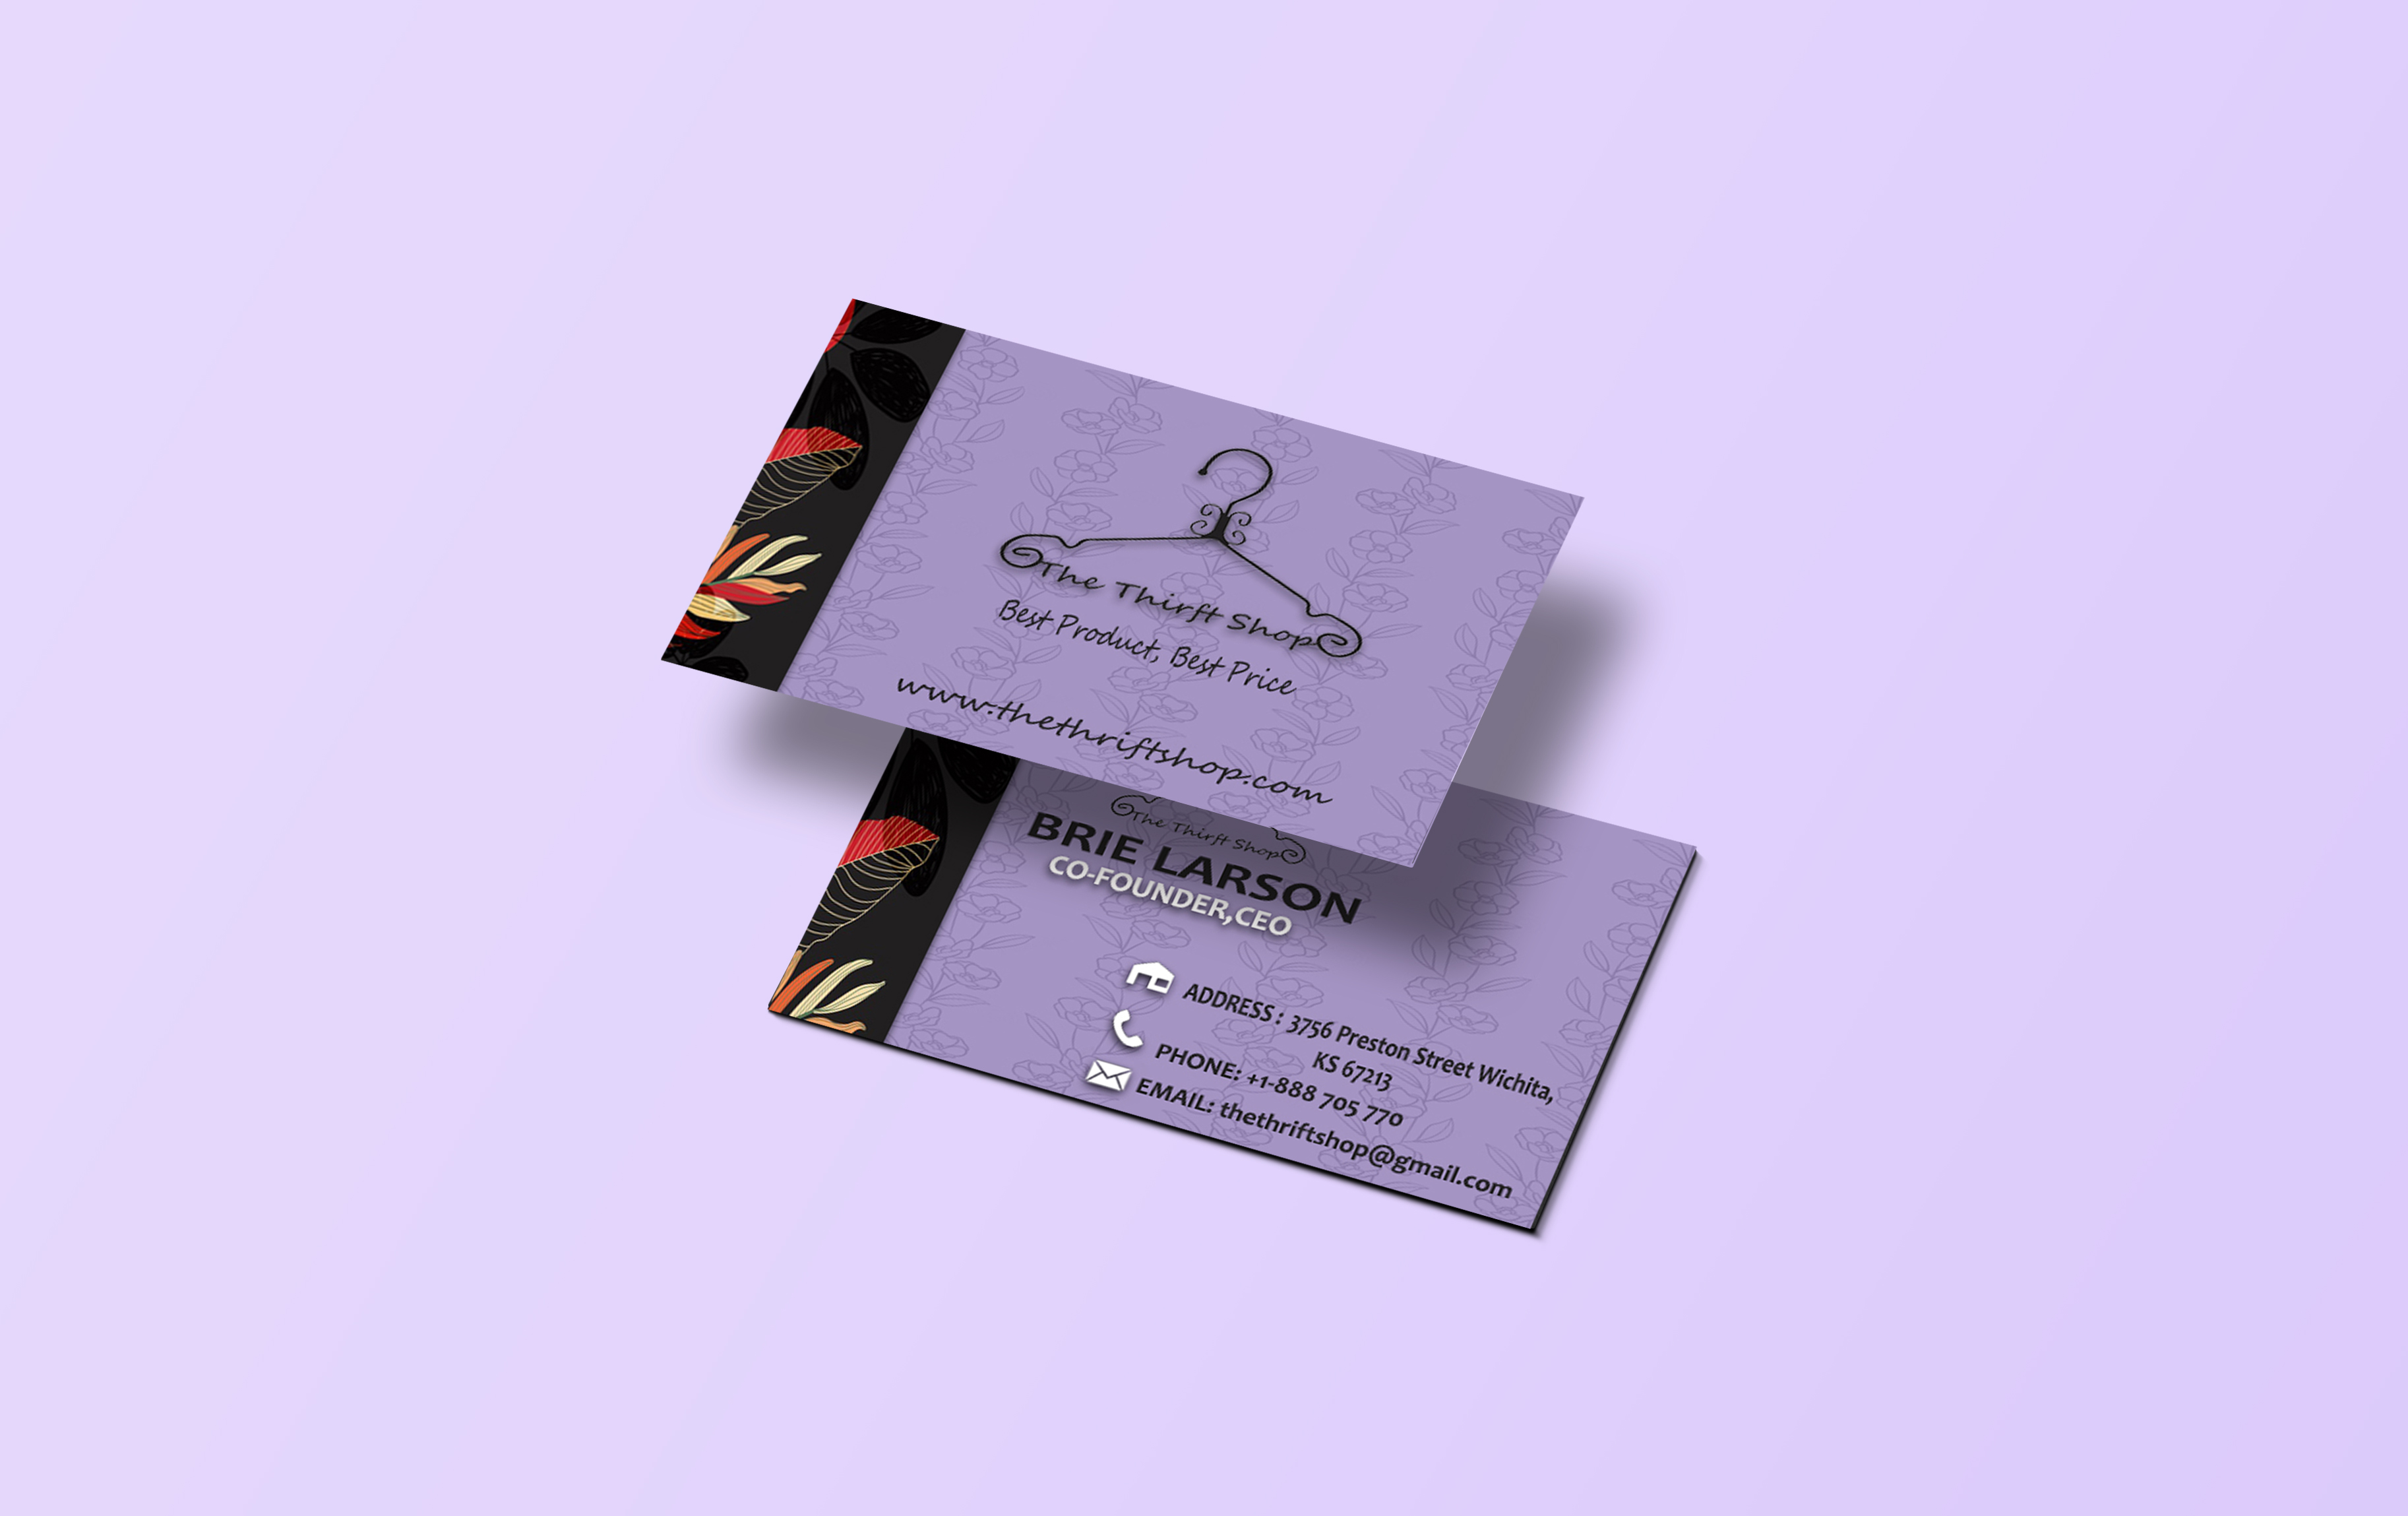 The Thirft Shop
Best Product, Best Price
www.thethriftshop.com
The Thirft Shop
BRIE LARSON
CO-FOUNDER,CEO
ADDRESS : 3756 Preston Street Wichita,
KS 67213
PHONE: +1-888 705 770
EMAIL: thethriftshop@gmail.com